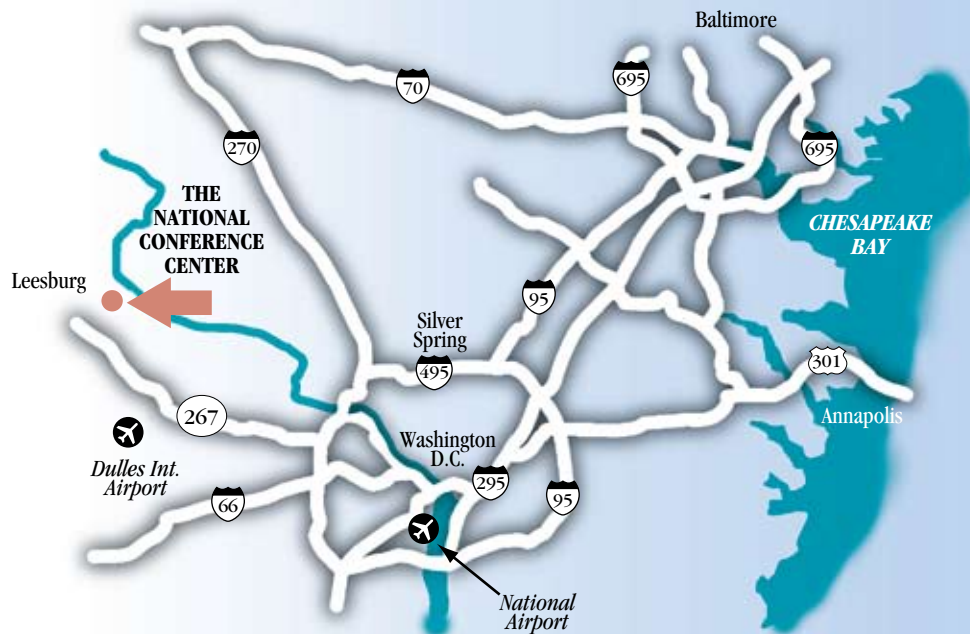 Baltimore
70
695
270
695
THE
NATIONAL
CONFERENCE
CENTER
CHESAPEAKE
BAY
Leesburg
95
Silver
Spring
495
301
267
Annapolis
Washington
D.C.
Dulles Int.
Airport
295
95
66
National
Airport